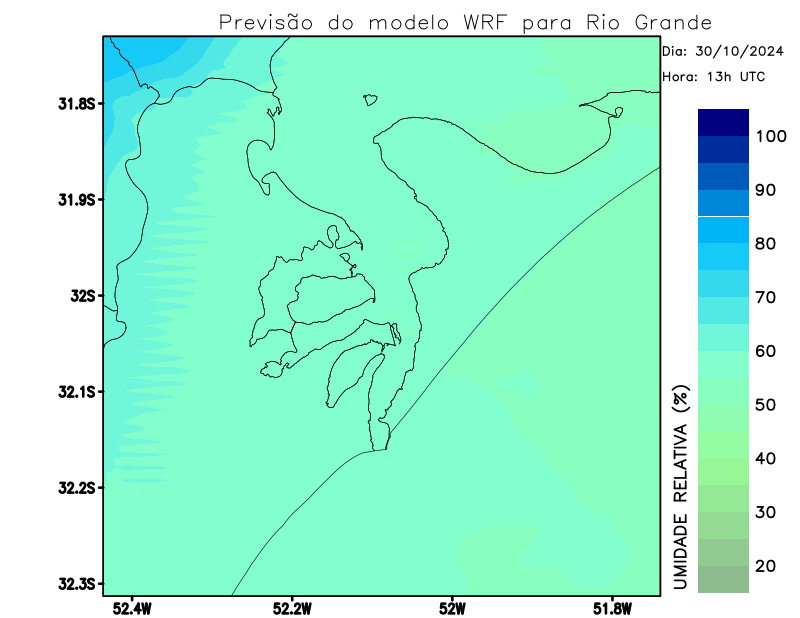 Previsão do modelo WRF para Rio Grande
Dia: 30/10/2024
Hora: 13h UTC
31.8S
31.9S
32S
32.1S
32.2S
32.3S
52.4W
52.2W
52W
51.8W
UMIDADE RELATIVA (%)
100
90
80
70
60
50
40
30
20